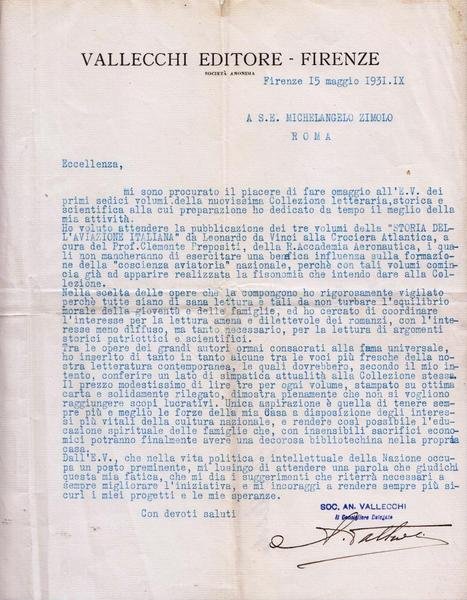 VALLECCHI EDITORE - FIRENZE
SOCIETÀ ANONIMA
Firenze 15 maggio 1931.IX
A S.E. MICHELANGELO ZIMOLO
R O M A
Eccellenza,
mi sono procurato il piacere di fare omaggio all'E.V. dei
primi sedici volumi della nuovissima Collezione letteraria, storica e
scientifica alla cui preparazione ho dedicato da tempo il meglio della
mia attività.
Ho voluto attendere la pubblicazione dei tre volumi della "STORIA DEL-
L'AVIAZIONE ITALIANA" da Leonardo da Vinci alla Crociera Atlantica, a
cura del Prof. Clemente Prepositi, della R. Accademia Aeronautica, i qua-
li non mancheranno di esercitare una benefica influenza sulla formazio-
ne della "coscienza aviatoria" nazionale, perchè con tali volumi comin-
cia già ad apparire realizzata la fisonomia che intendo dare alla Col-
lezione.
Nella scelta delle opere che la compongono ho rigorosamente vigilato
perchè tutte siano di sana lettura e tali da non turbare l'equilibrio
morale della gioventù e delle famiglie, ed ho cercato di coordinare
l'interesse per la lettura amena e dilettevole dei romanzi, con l'inte-
resse meno diffuso, ma tanto necessario, per la lettura di argomenti
storici patriottici e scientifici.
Tra le opere dei grandi autori ormai consacrati alla fama universale,
ho inserito di tanto in tanto alcune tra le voci più fresche della no-
stra letteratura contemporanea, le quali dovrebbero, secondo il mio in-
tento, conferire un lato di simpatica attualità alla Collezione stessa.
Il prezzo modestissimo di lire tre per ogni volume, stampato su ottima
carta e solidamente rilegato, dimostra pienamente che non si vogliono
raggiungere scopi lucrativi. Unica aspirazione è quella di tenere sem-
pre più e meglio le forze della mia Casa a disposizione degli interes-
si più vitali della cultura nazionale, e rendere così possibile l'edu-
cazione spirituale delle famiglie che, con insensibili sacrifici econo-
mici potranno finalmente avere una decorosa bibliotechina nella propria
casa.
Dall'E.V., che nella vita politica e intellettuale della Nazione occu-
pa un posto preminente, mi lusingo di attendere una parola che giudichi
questa mia fatica, che mi dia i suggerimenti che riterrà necessari a
sempre migliorare l'iniziativa, e mi incoraggi a rendere sempre più si-
curi i miei progetti e le mie speranze.
Con devoti saluti
SOC. AN. VALLECCHI
Il Consigliere Delegato